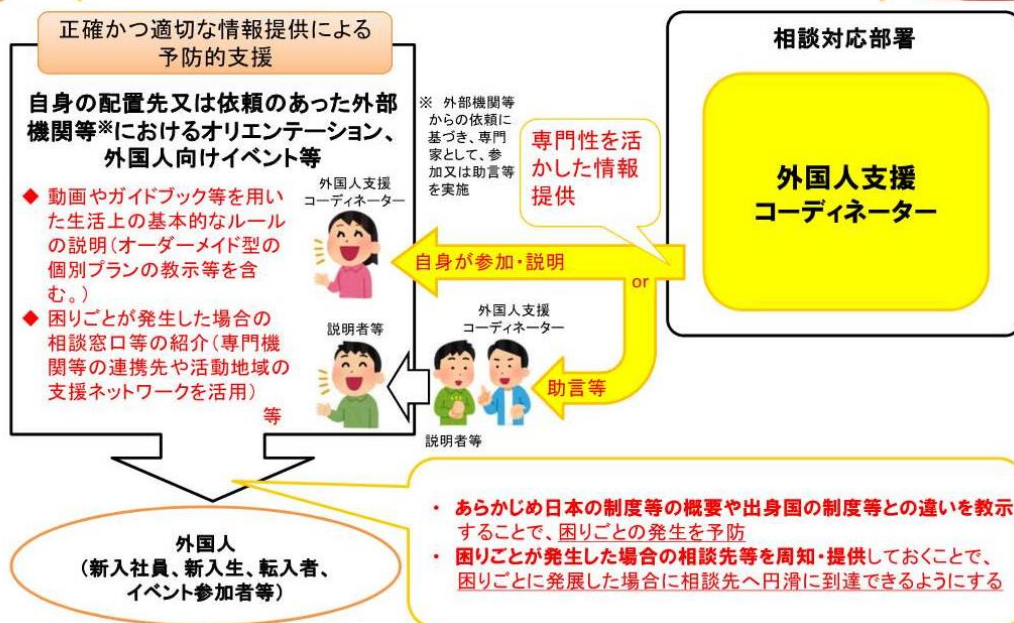 正確かつ適切な情報提供による
予防的支援
自身の配置先又は依頼のあった外部
機関等※におけるオリエンテーション、
外国人向けイベント等
◆ 動画やガイドブック等を用い
た生活上の基本的なルール
の説明(オーダーメイド型の
個別プランの教示等を含
む。)
◆ 困りごとが発生した場合の
相談窓口等の紹介(専門機
関等の連携先や活動地域の
支援ネットワークを活用)
等
外国人支援
コーディネーター
説明者等
※ 外部機関等
からの依頼に
基づき、専門
家として、参
加又は助言等
を実施
専門性を活
かした情報
提供
相談対応部署
外国人支援
コーディネーター
自身が参加・説明
or
外国人支援
コーディネーター
助言等
説明者等
外国人
(新入社員、新入生、転入者、
イベント参加者等)
・ あらかじめ日本の制度等の概要や出身国の制度等との違いを教示
することで、困りごとの発生を予防
・ 困りごとが発生した場合の相談先等を周知・提供しておくことで、
困りごとに発展した場合に相談先へ円滑に到達できるようにする